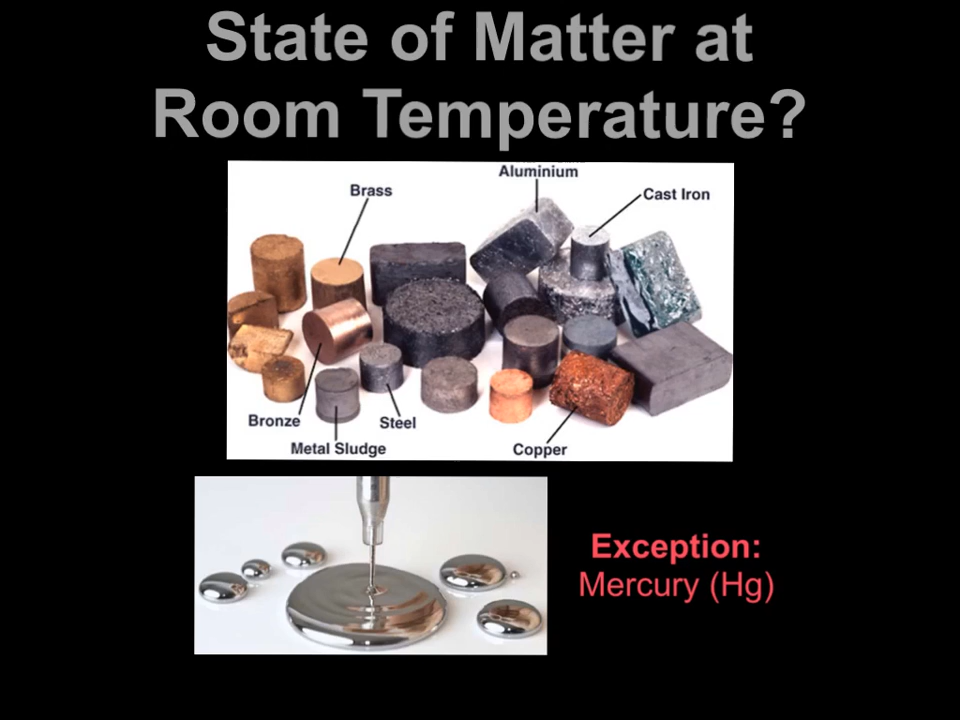 State of Matter at
Room Temperature?
Aluminium
Brass
Cast Iron
Bronze
Steel
Metal Sludge
Copper
Exception:
Mercury (Hg)